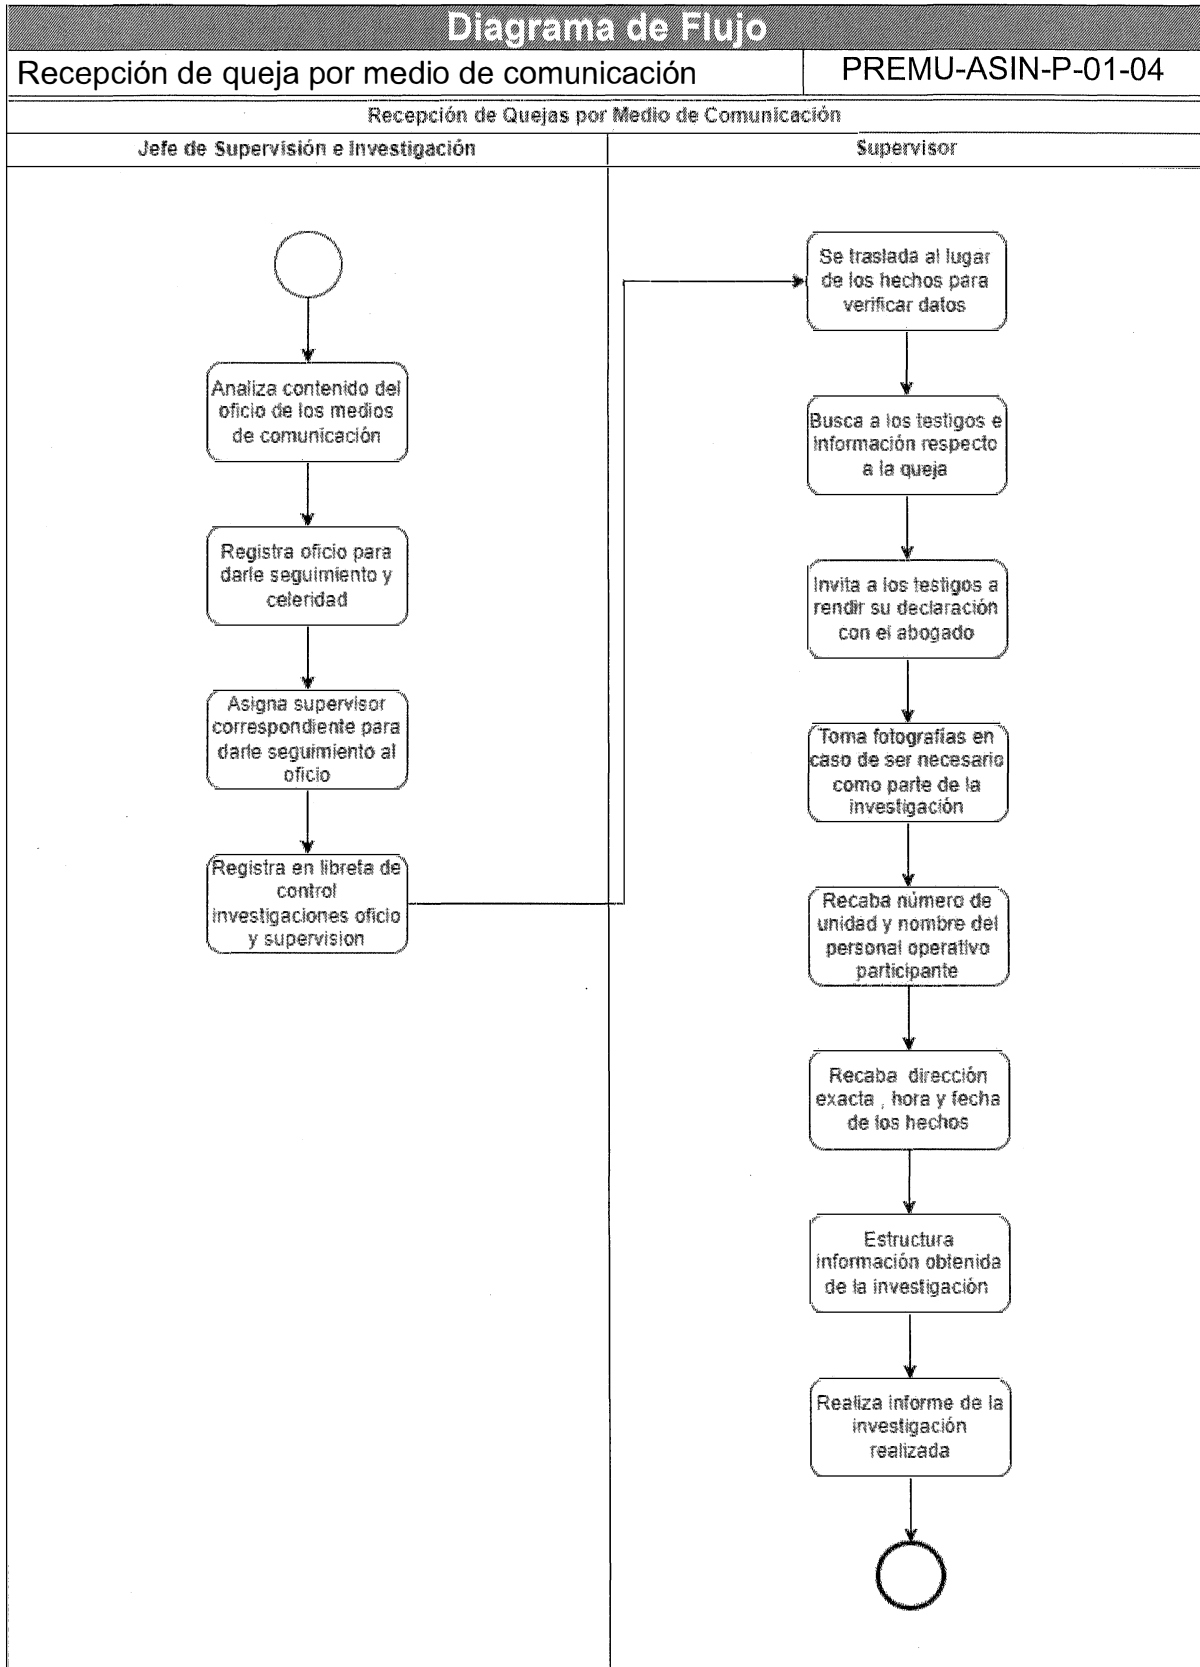 Diagrama de Flujo
Recepción de queja por medio de comunicación
PREMU-ASIN-P-01-04
Recepción de Quejas por Medio de Comunicación
Jefe de Supervisión e Investigación
Supervisor
Analiza contenido del
oficio de los medios
de comunicación
Registra oficio para
darle seguimiento y
celeridad
Asigna supervisor
correspondiente para
darle seguimiento al
oficio
Registra en libreta de
control
investigaciones oficio
y supervision
Se traslada al lugar
de los hechos para
verificar datos
Busca a los testigos e
información respecto
a la queja
Invita a los testigos a
rendir su declaración
con el abogado
Toma fotografías en
caso de ser necesario
como parte de la
investigación
Recaba número de
unidad y nombre del
personal operativo
participante
Recaba dirección
exacta , hora y fecha
de los hechos
Estructura
información obtenida
de la investigación
Realiza informe de la
investigación
realizada